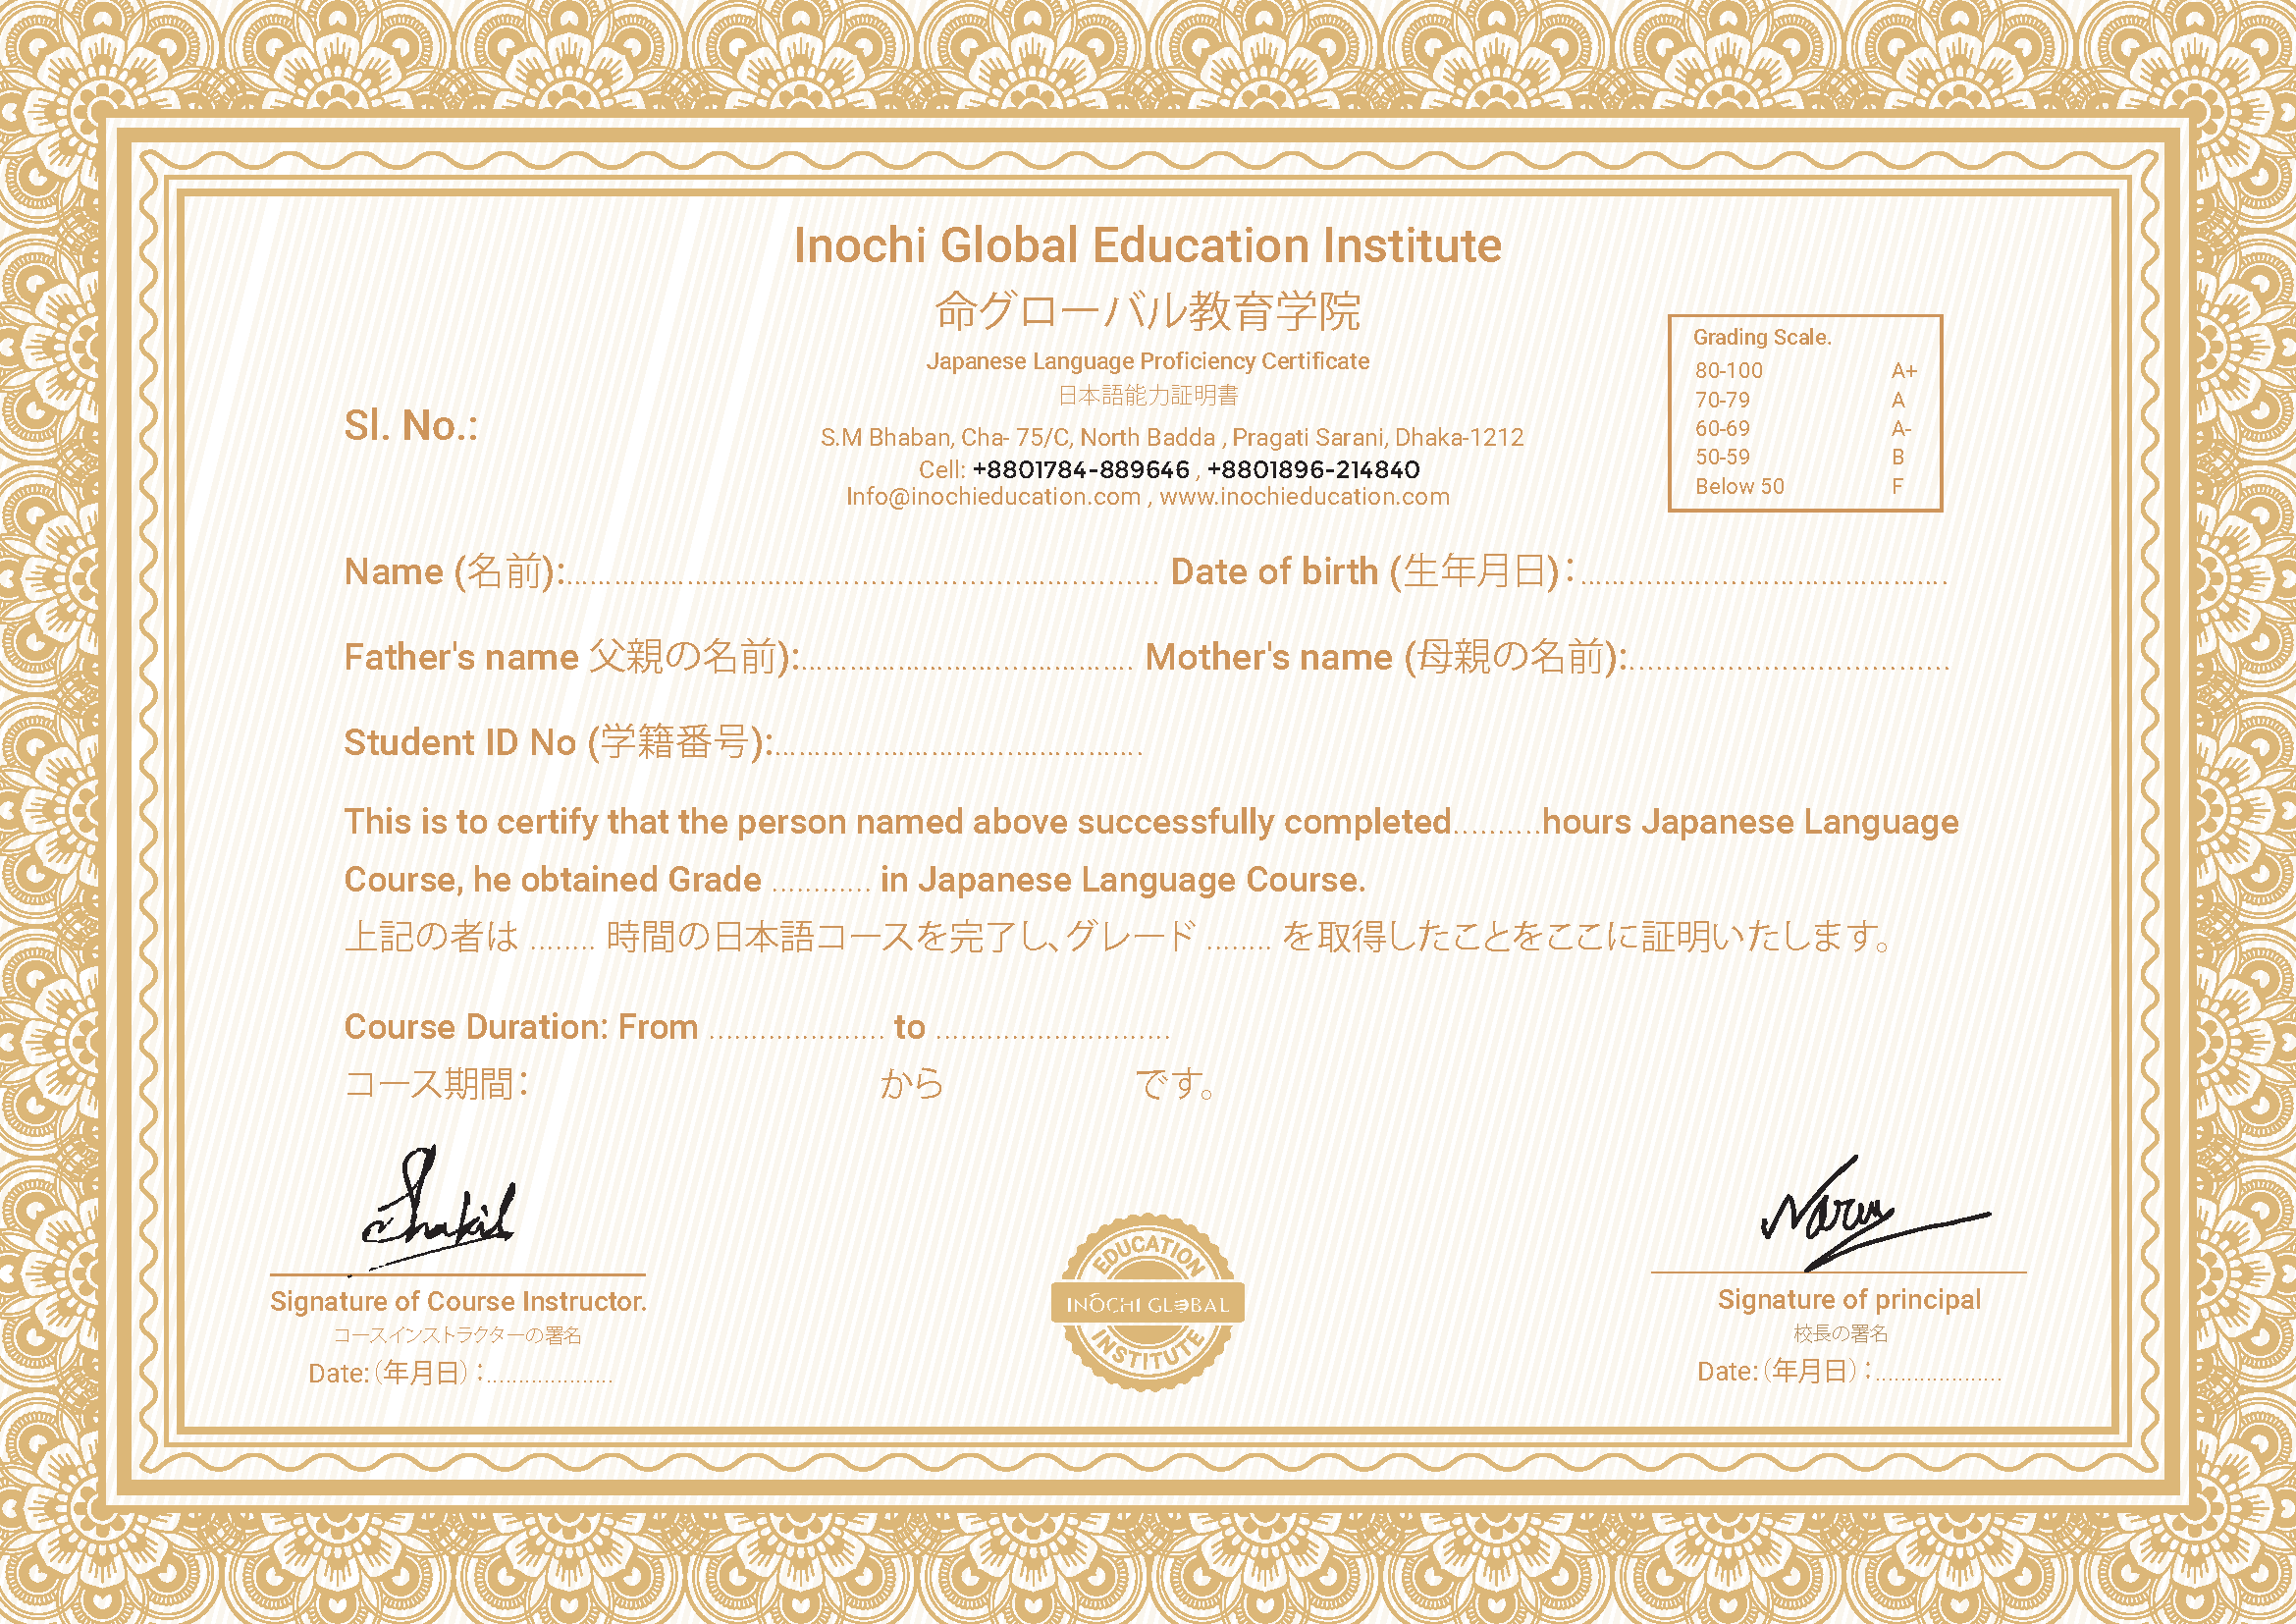 Inochi Global Education Institute
命グローバル教育学院
Japanese Language Proficiency Certificate
日本語能力証明書
Grading Scale.
80-100 A+
70-79 A
60-69 A-
50-59 B
Below 50 F
Sl. No.:
S.M Bhaban, Cha- 75/C, North Badda , Pragati Sarani, Dhaka-1212
Cell: +8801784-889646 , +8801896-214840
Info@inochieducation.com , www.inochieducation.com
Name (名前):.................................................................. Date of birth (生年月日):.........................................
Father's name 父親の名前):..................................... Mother's name (母親の名前):....................................
Student ID No (学籍番号):.........................................
This is to certify that the person named above successfully completed..........hours Japanese Language
Course, he obtained Grade ............ in Japanese Language Course.
上記の者は ........ 時間の日本語コースを完了し、グレード ........ を取得したことをここに証明いたします。
Course Duration: From ..................... to ............................
コース期間: から です。
Shakil
Signature of Course Instructor.
コースインストラクターの署名
Date:(年月日):....................
EDUCATION
INŌCHI GLOBAL
INSTITUTE
Signature of principal
校長の署名
Date:(年月日):....................